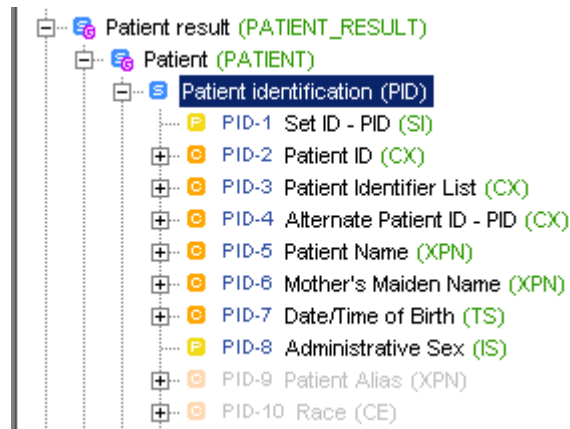 Patient result (PATIENT_RESULT)
Patient (PATIENT)
Patient identification (PID)
PID-1 Set ID - PID (SI)
PID-2 Patient ID (CX)
PID-3 Patient Identifier List (CX)
PID-4 Alternate Patient ID - PID (CX)
PID-5 Patient Name (XPN)
PID-6 Mother's Maiden Name (XPN)
PID-7 Date/Time of Birth (TS)
PID-8 Administrative Sex (IS)
PID-9 Patient Alias (XPN)
PID-10 Race (CE)